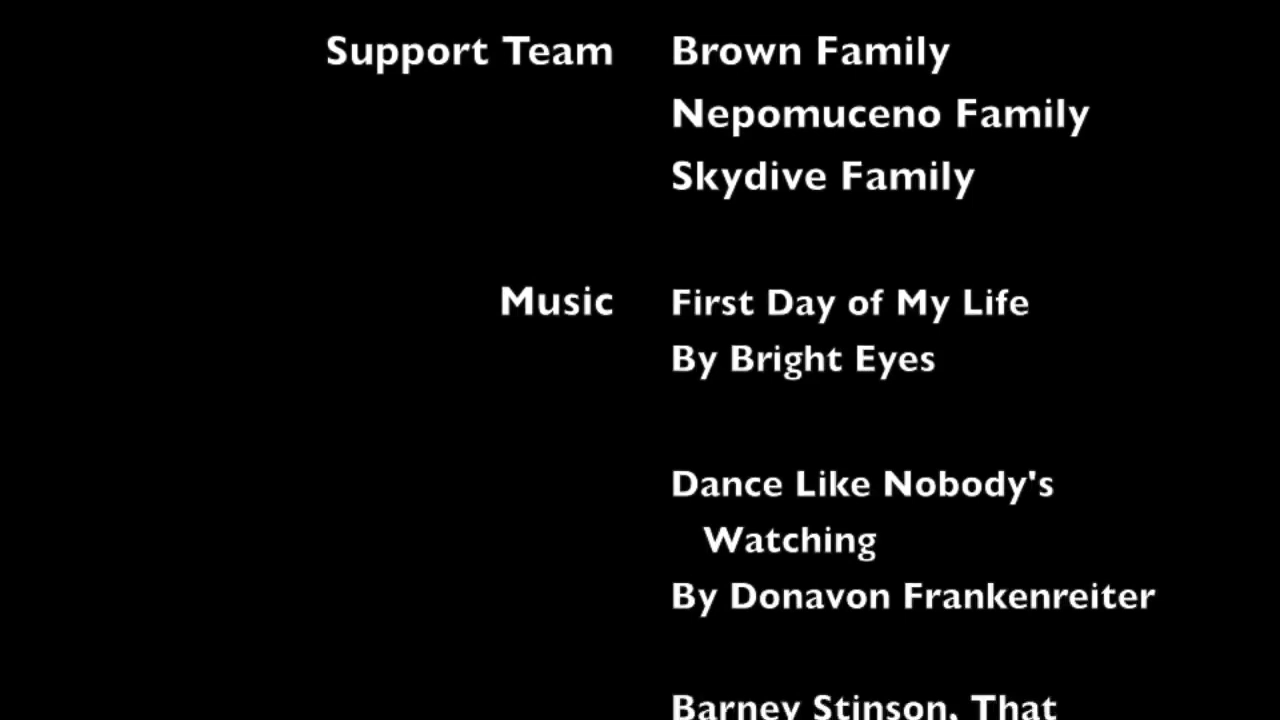 Support Team Brown Family
Nepomuceno Family
Skydive Family
Music First Day of My Life
By Bright Eyes
Dance Like Nobody's
Watching
By Donavon Frankenreiter
Barney Stinson, That